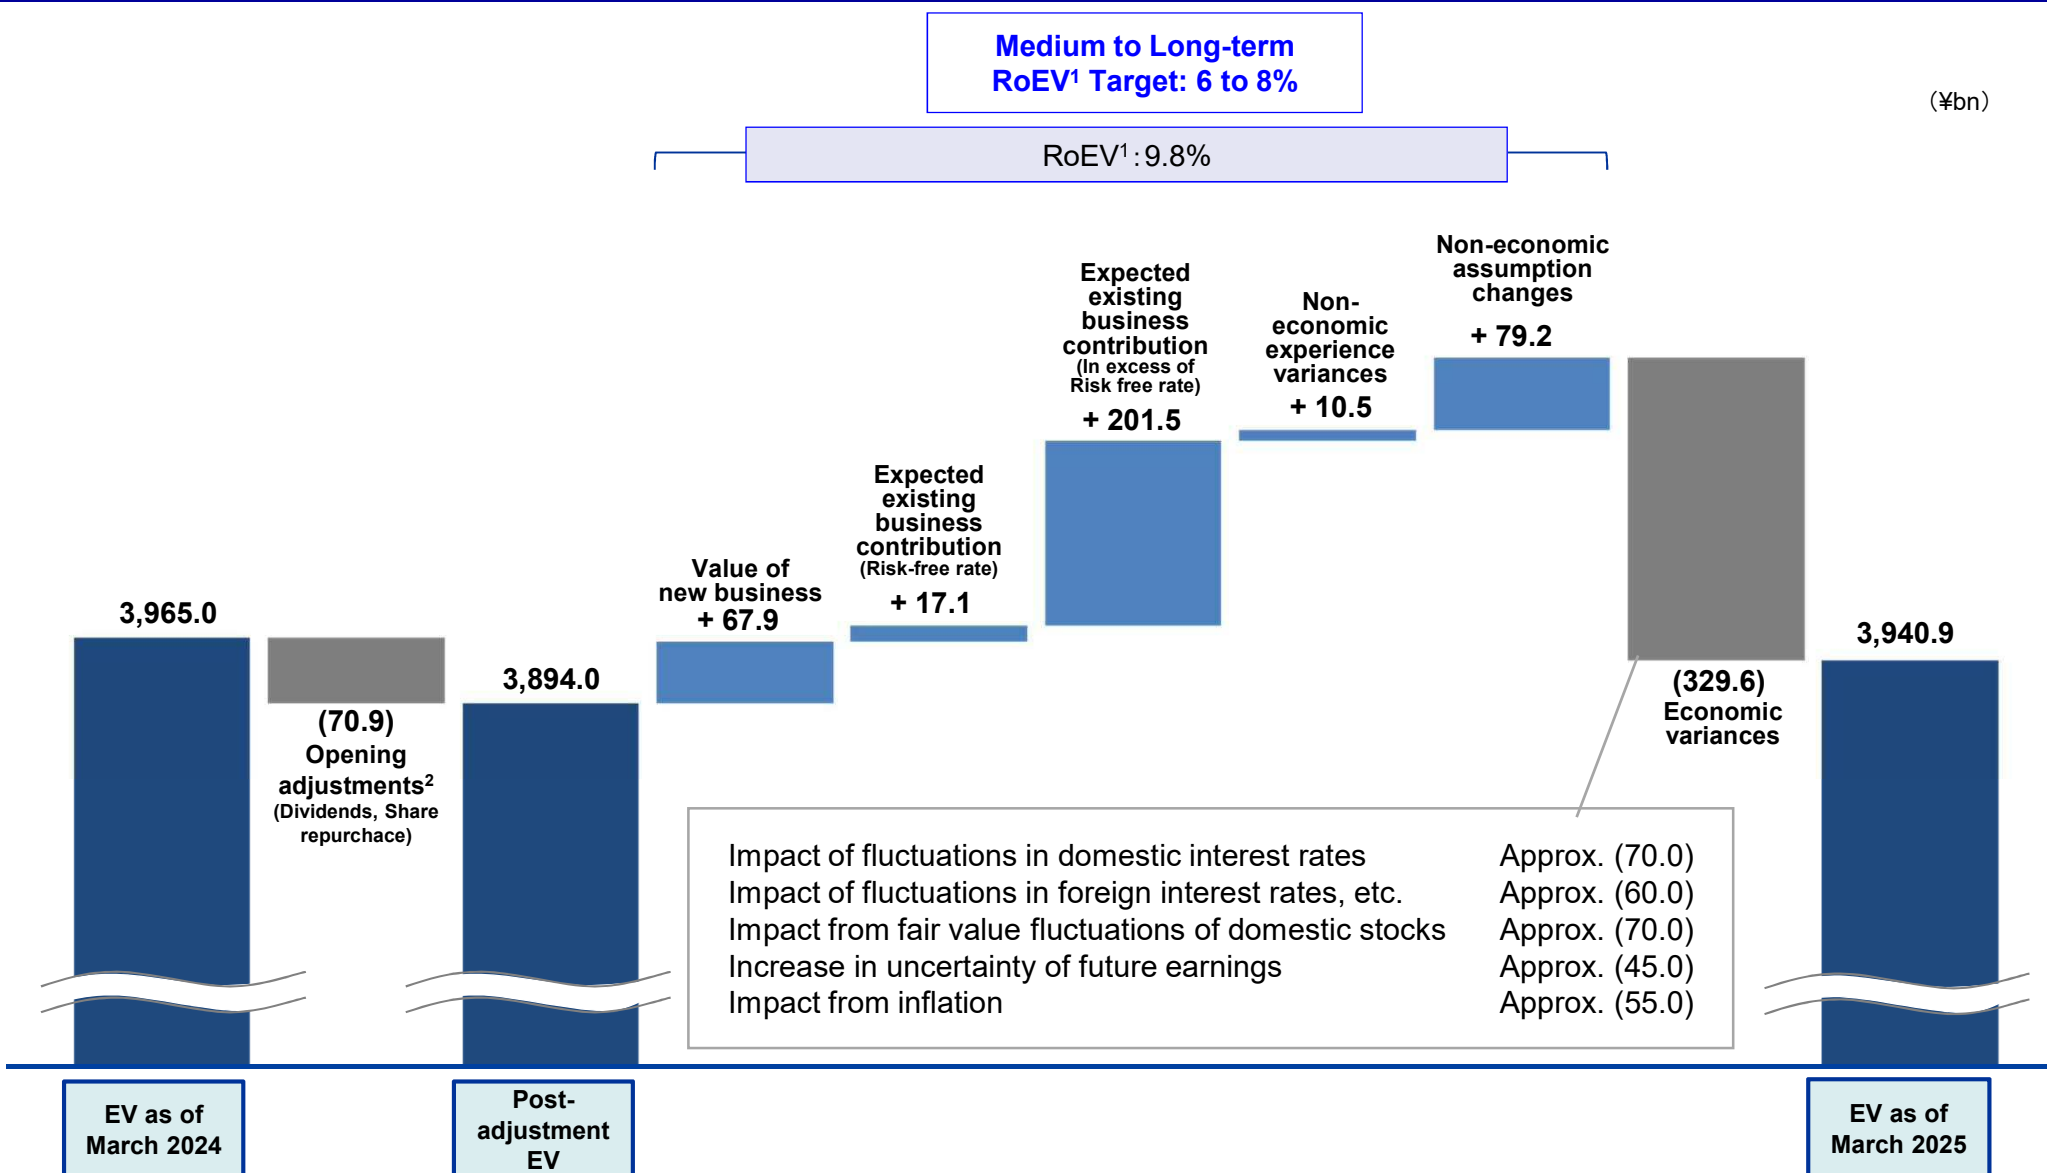 Medium to Long-term
RoEV¹ Target: 6 to 8%
（¥bn）
RoEV¹ : 9.8%
3,965.0
(70.9)
Opening
adjustments²
(Dividends, Share
repurchace)
3,894.0
Value of
new business
+ 67.9
Expected
existing
business
contribution
(Risk-free rate)
+ 17.1
Expected
existing
business
contribution
(In excess of
Risk free rate)
+ 201.5
Non-
economic
experience
variances
+ 10.5
Non-economic
assumption
changes
+ 79.2
(329.6)
Economic
variances
3,940.9
Impact of fluctuations in domestic interest rates Approx. (70.0)
Impact of fluctuations in foreign interest rates, etc. Approx. (60.0)
Impact from fair value fluctuations of domestic stocks Approx. (70.0)
Increase in uncertainty of future earnings Approx. (45.0)
Impact from inflation Approx. (55.0)
EV as of
March 2024
Post-
adjustment
EV
EV as of
March 2025